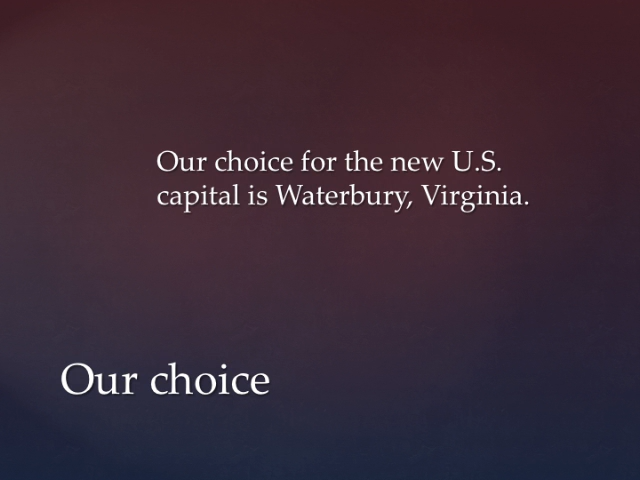 Our choice for the new U.S.
capital is Waterbury, Virginia.
Our choice